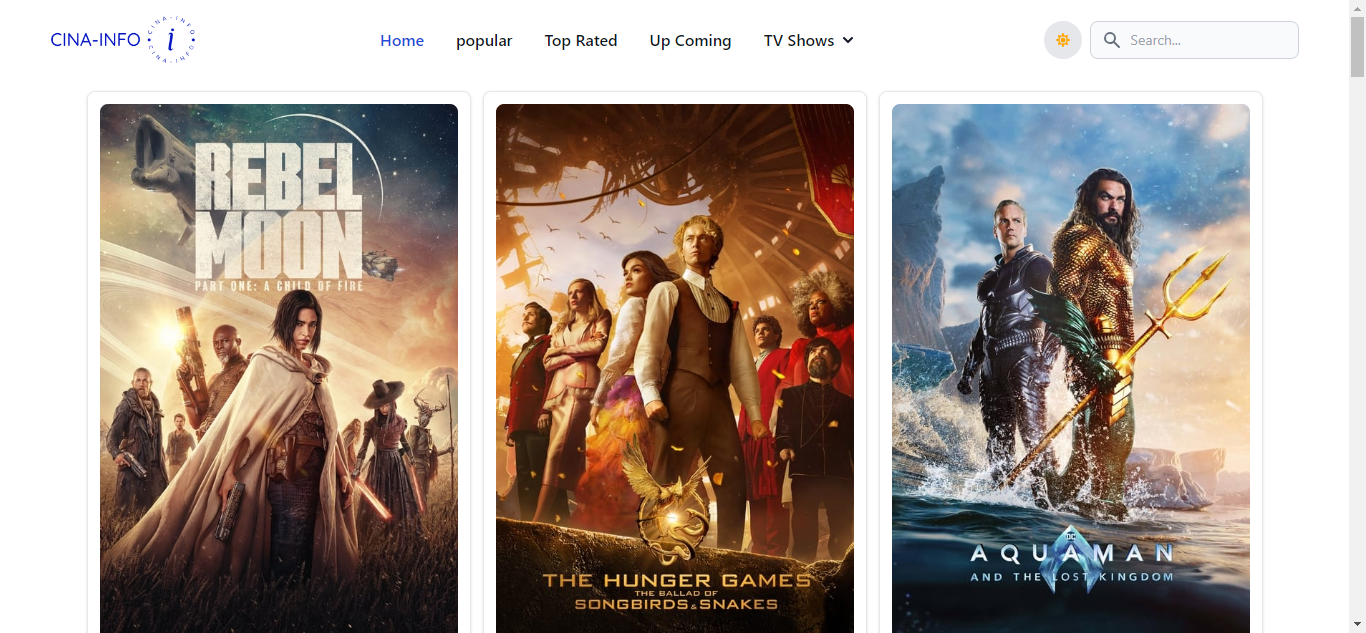 CINA-INFO
CINA-INFO
CINA-INFO
i
Home
popular
Top Rated
Up Coming
TV Shows
Search...
REBEL
MOON
PART ONE: A CHILD OF FIRE
THE HUNGER GAMES
THE BALLAD OF
SONGBIRDS & SNAKES
DC
AQUAMAN
AND THE LOST KINGDOM